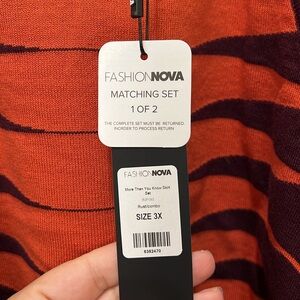 FASHIONNOVA
MATCHING SET
1 OF 2
THE COMPLETE SET MUST BE RETURNED
INORDER TO PROCESS RETURN
FASHIONNOVA
More Than You Know Skirt
Set
Rust/combo
SIZE 3X
6362470